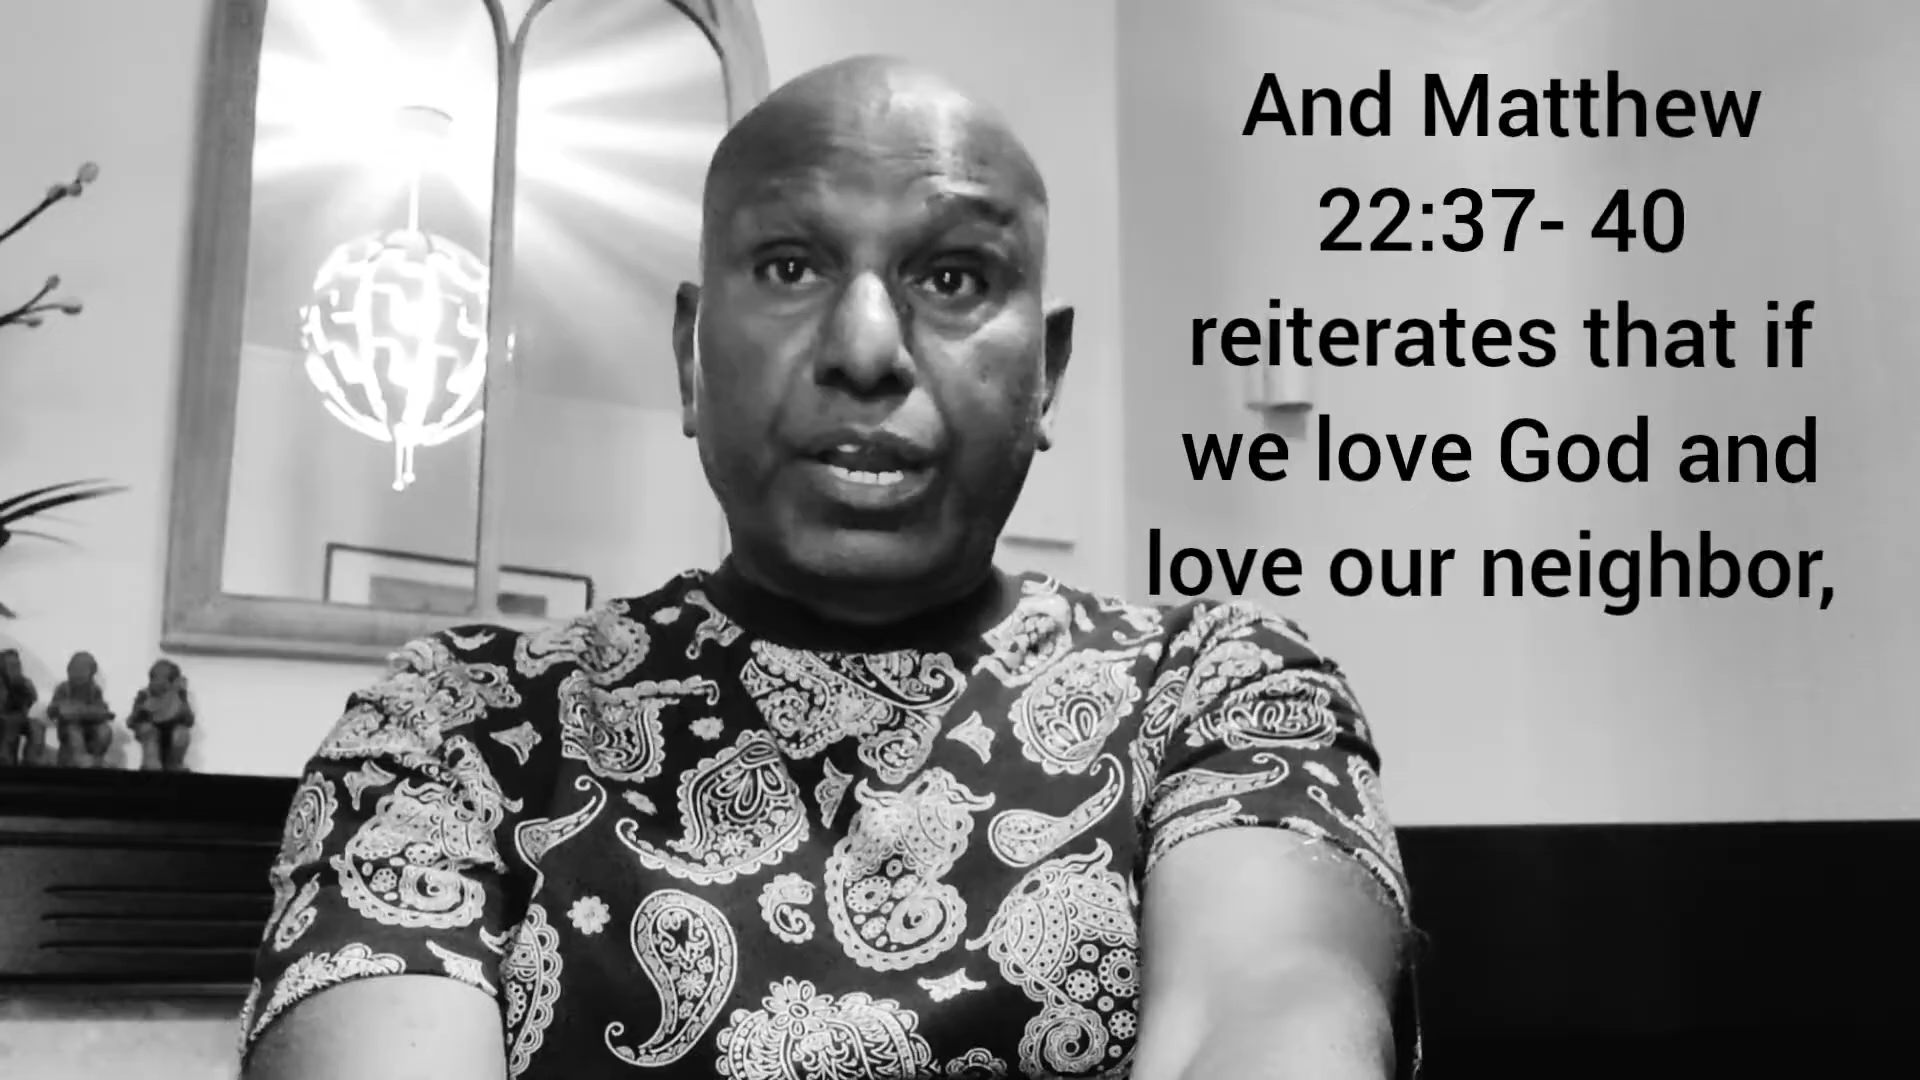 And Matthew
22:37- 40
reiterates that if
we love God and
love our neighbor,